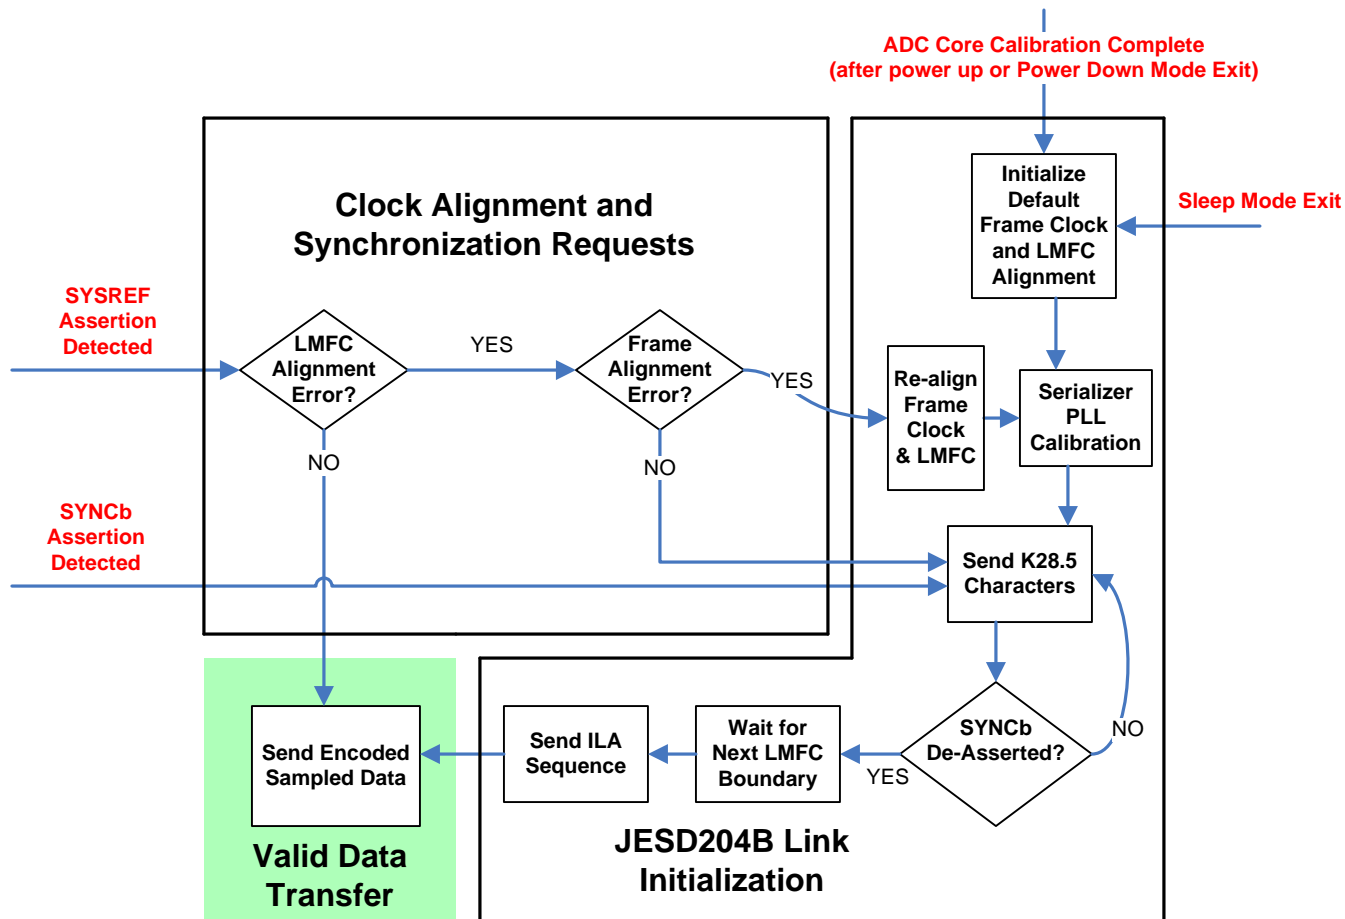 ADC Core Calibration Complete
(after power up or Power Down Mode Exit)
Clock Alignment and
Synchronization Requests
Initialize
Default
Frame Clock
and LMFC
Alignment
Sleep Mode Exit
SYSREF
Assertion
Detected
LMFC
Alignment
Error?
YES
Frame
Alignment
Error?
YES
Re-align
Frame
Clock
& LMFC
Serializer
PLL
Calibration
NO
NO
SYNCb
Assertion
Detected
Send K28.5
Characters
SYNCb
De-Asserted?
NO
YES
Wait for
Next LMFC
Boundary
Send ILA
Sequence
Send Encoded
Sampled Data
Valid Data
Transfer
JESD204B Link
Initialization